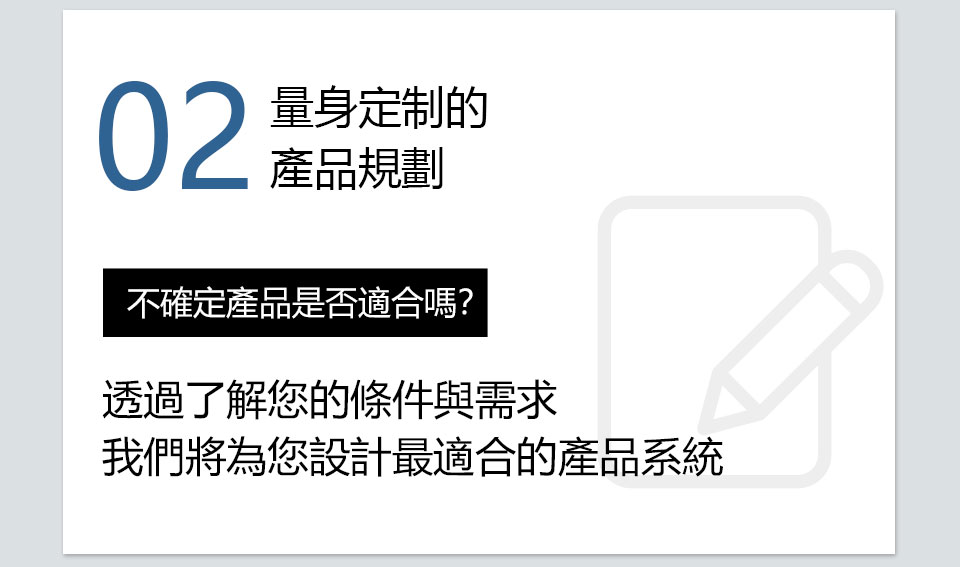 02
量身定制的
產品規劃
不確定產品是否適合嗎?
透過了解您的條件與需求
我們將為您設計最適合的產品系統